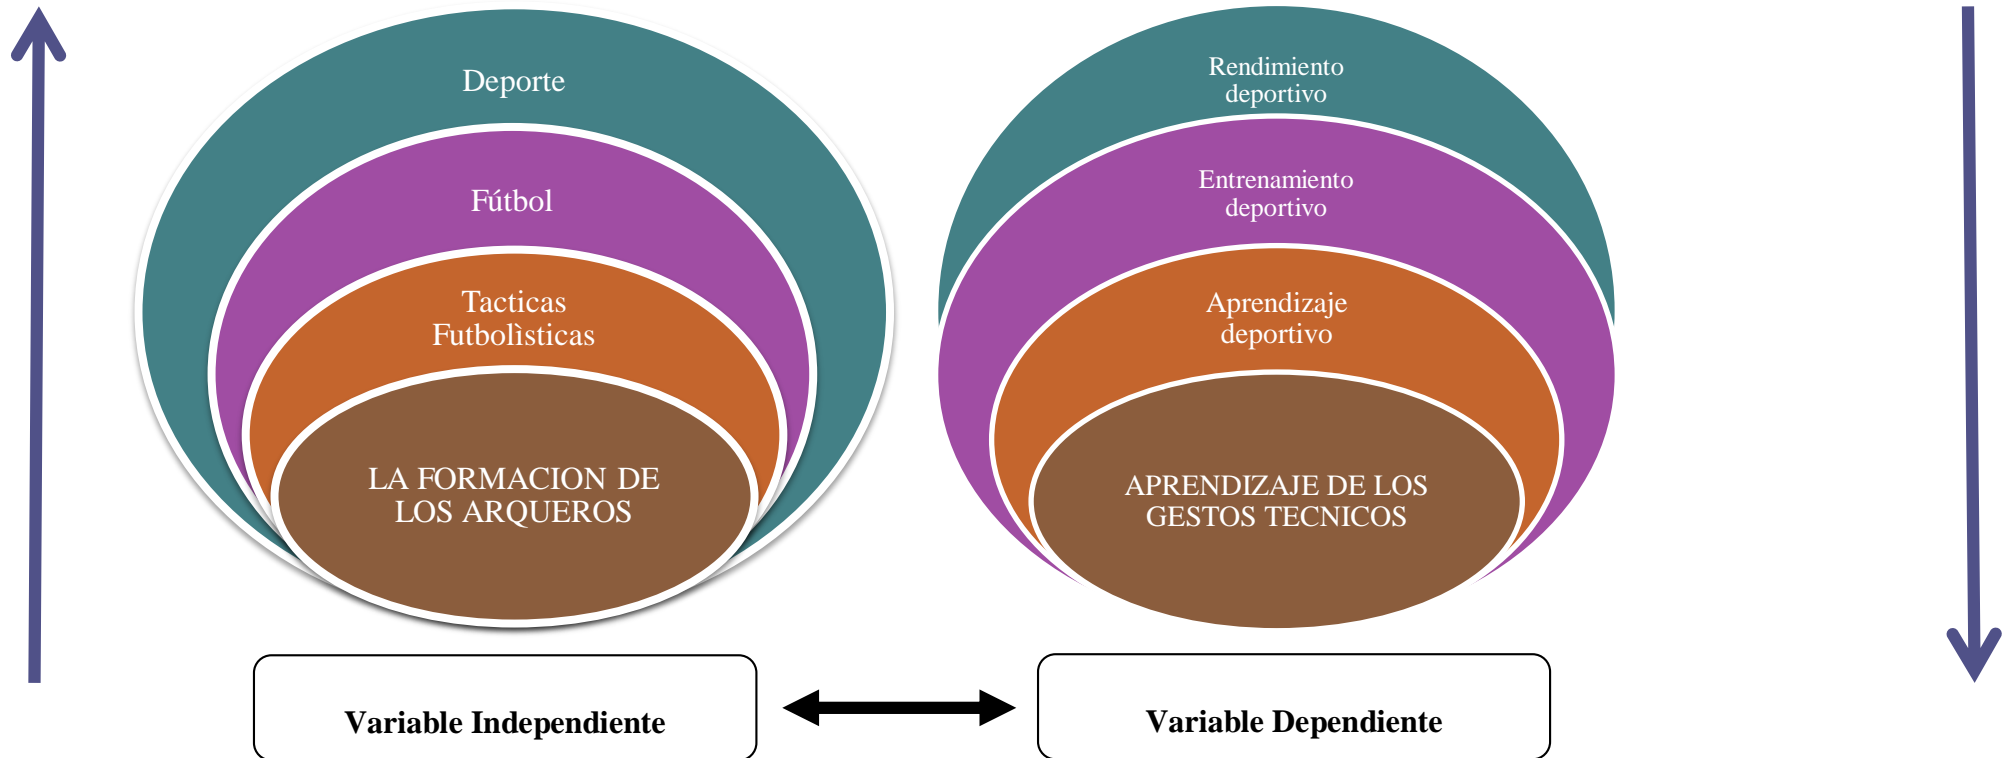 Deporte
Fútbol
Tacticas
Futbolìsticas
LA FORMACION DE
LOS ARQUEROS
Variable Independiente
Rendimiento
deportivo
Entrenamiento
deportivo
Aprendizaje
deportivo
APRENDIZAJE DE LOS
GESTOS TECNICOS
Variable Dependiente